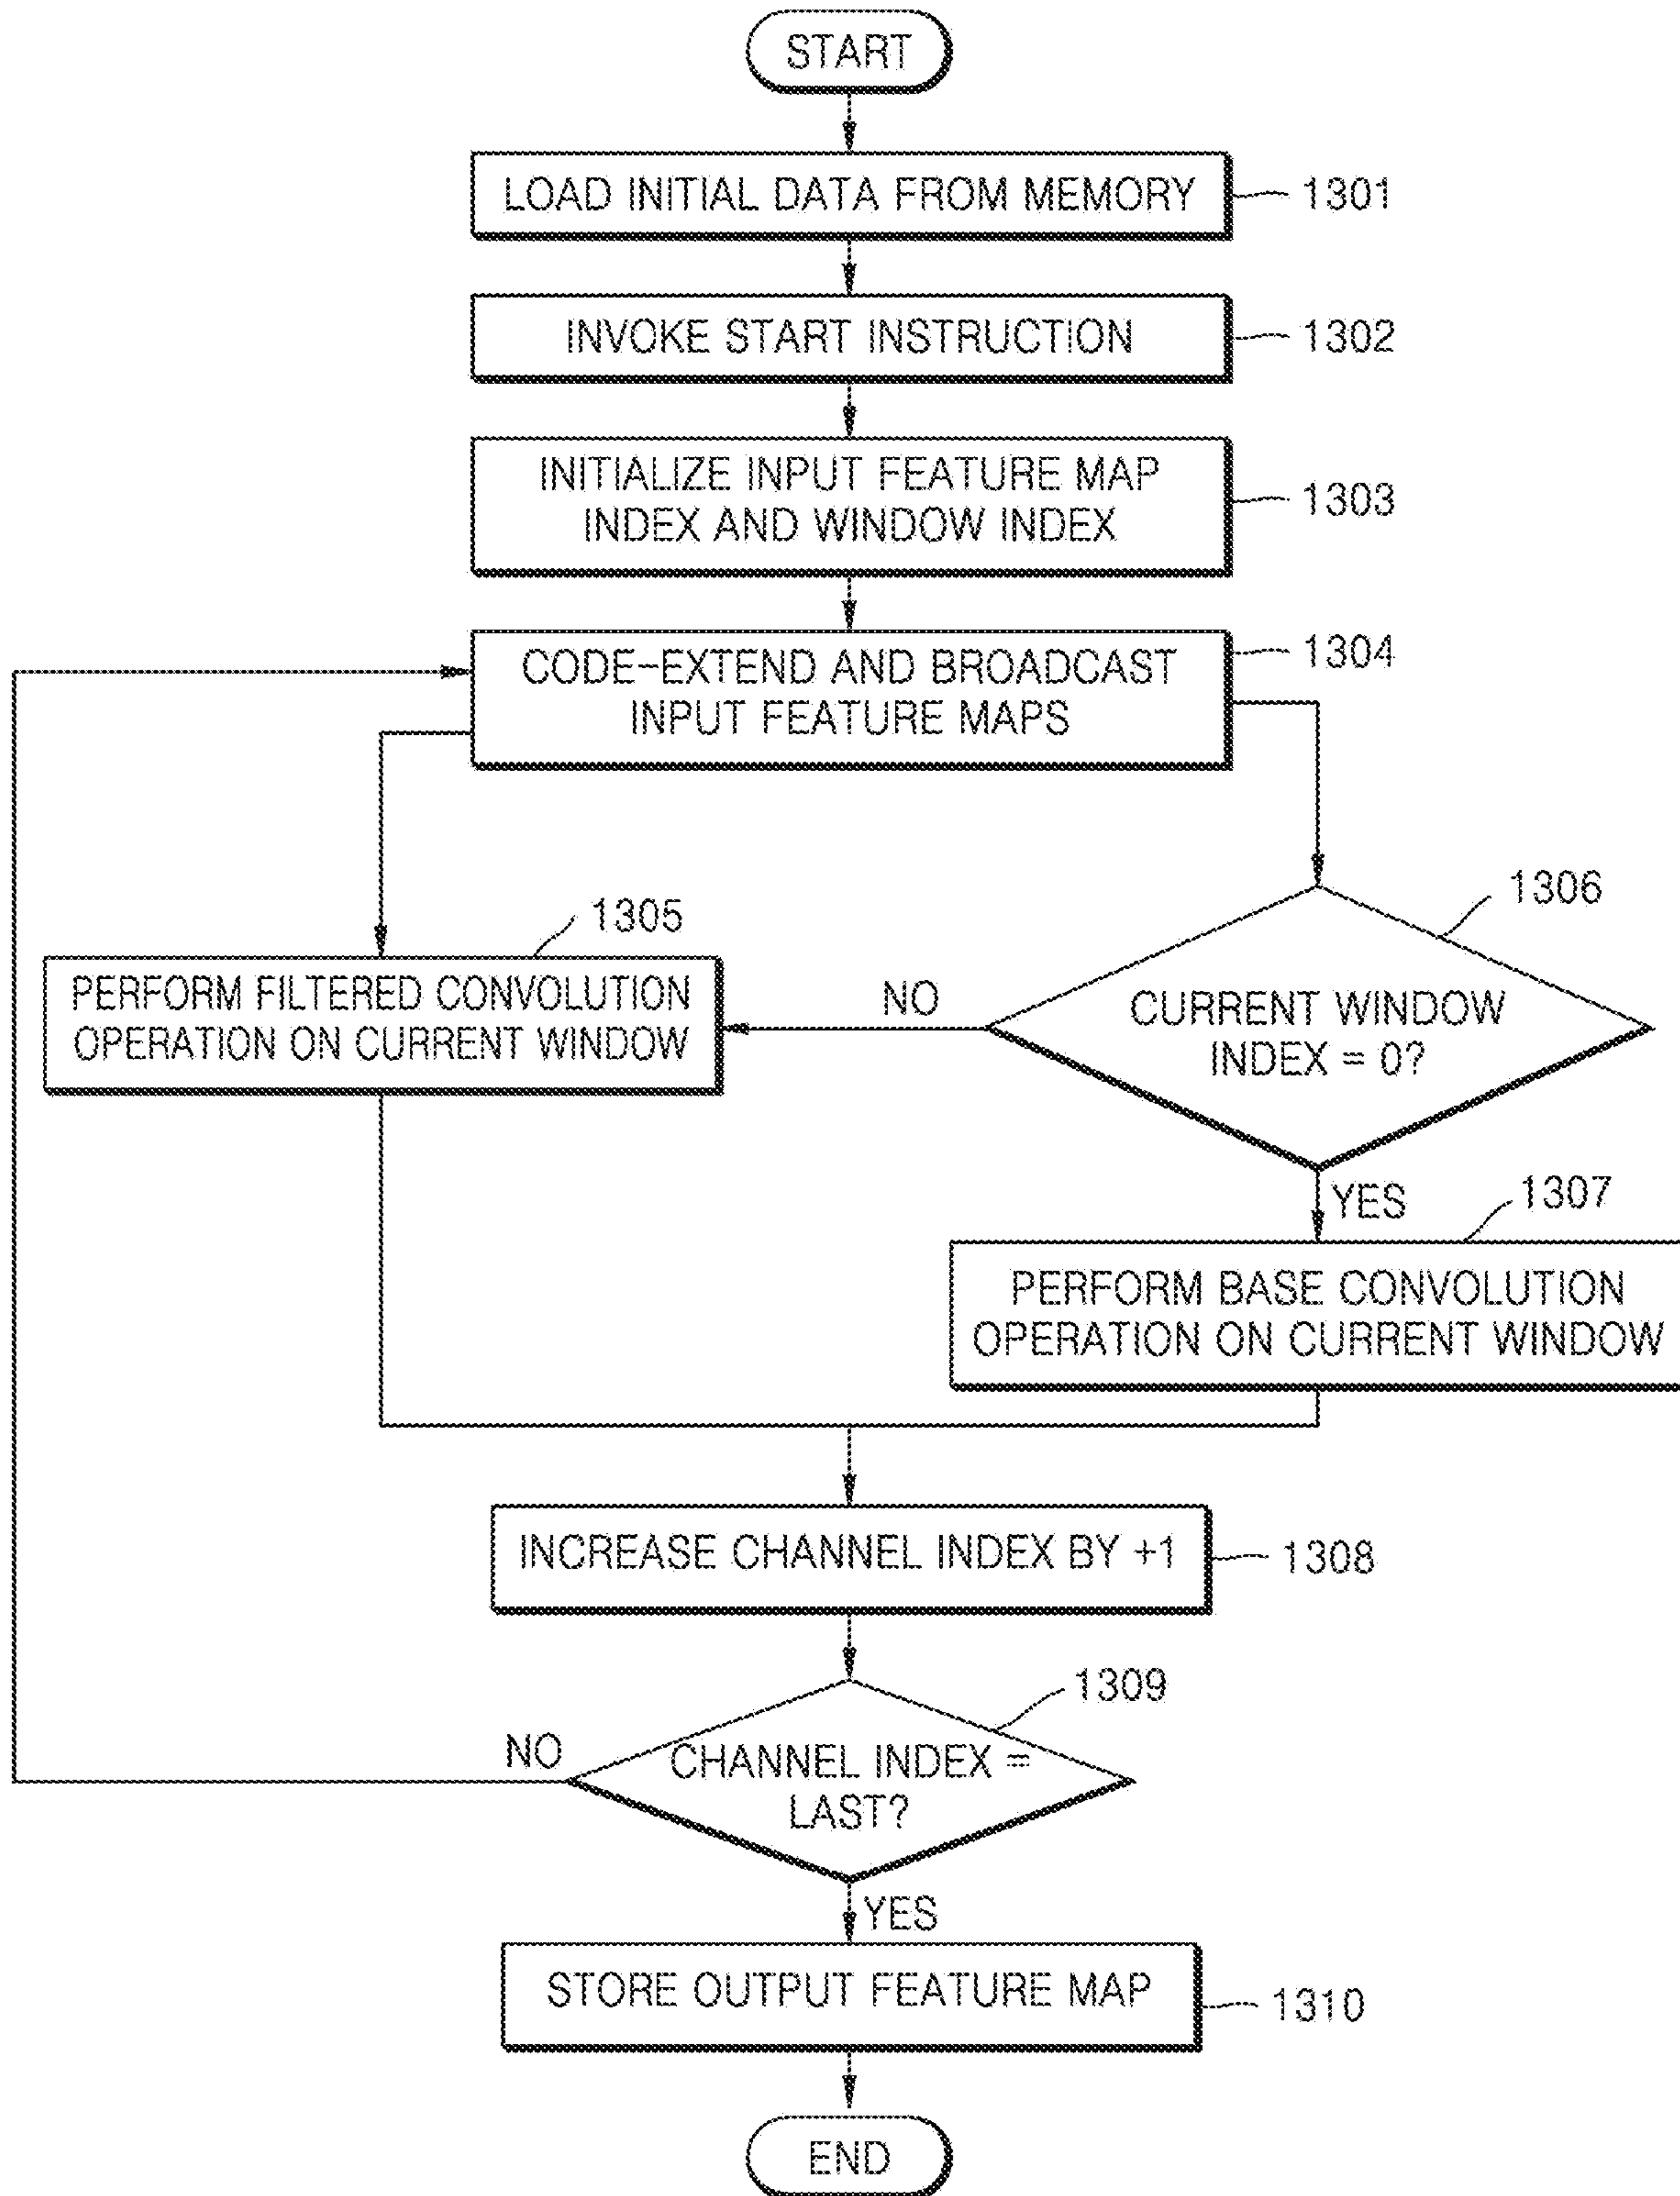 START
LOAD INITIAL DATA FROM MEMORY
1301
INVOKE START INSTRUCTION
1302
INITIALIZE INPUT FEATURE MAP
INDEX AND WINDOW INDEX
1303
CODE-EXTEND AND BROADCAST
INPUT FEATURE MAPS
1304
1305
PERFORM FILTERED CONVOLUTION
OPERATION ON CURRENT WINDOW
NO
1306
CURRENT WINDOW
INDEX = 0?
YES
1307
PERFORM BASE CONVOLUTION
OPERATION ON CURRENT WINDOW
INCREASE CHANNEL INDEX BY +1
1308
1309
NO
CHANNEL INDEX =
LAST?
YES
STORE OUTPUT FEATURE MAP
1310
END